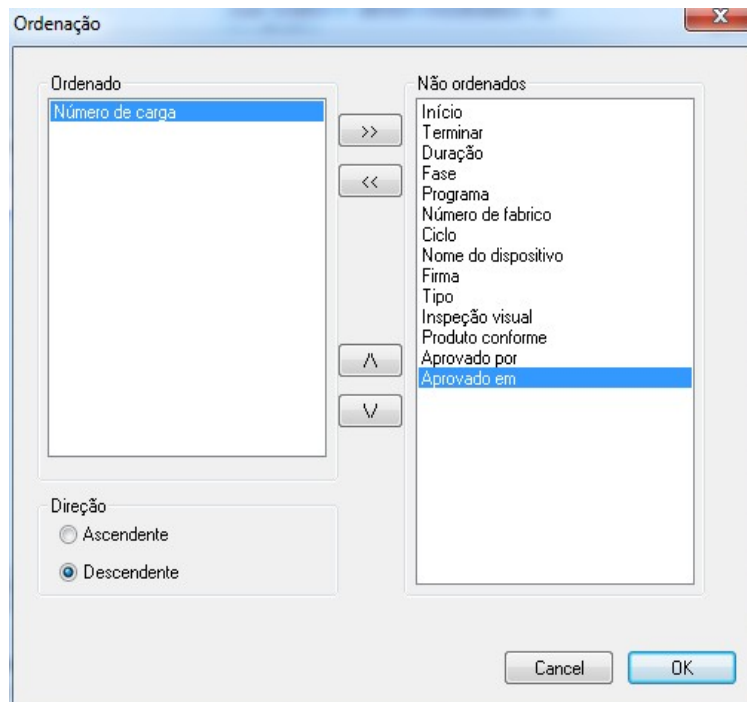 Ordenação
Ordenado
Número de carga
>>
<<
/\
\/
Não ordenados
Início
Terminar
Duração
Fase
Programa
Número de fabrico
Ciclo
Nome do dispositivo
Firma
Tipo
Inspeção visual
Produto conforme
Aprovado por
Aprovado em
Direção
Ascendente
Descendente
Cancel
OK